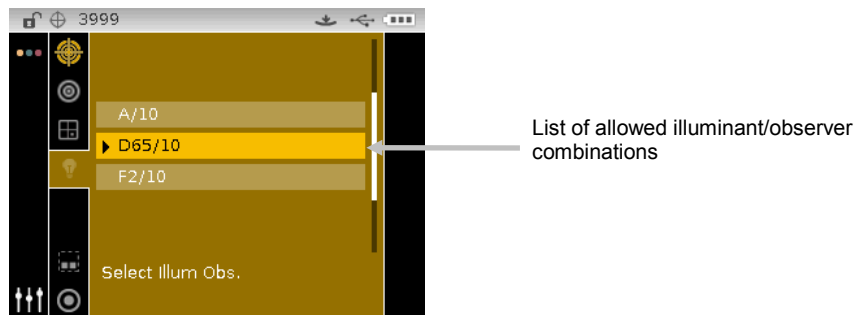 3999
A/10
D65/10
F2/10
Select Illum Obs.
List of allowed illuminant/observer
combinations